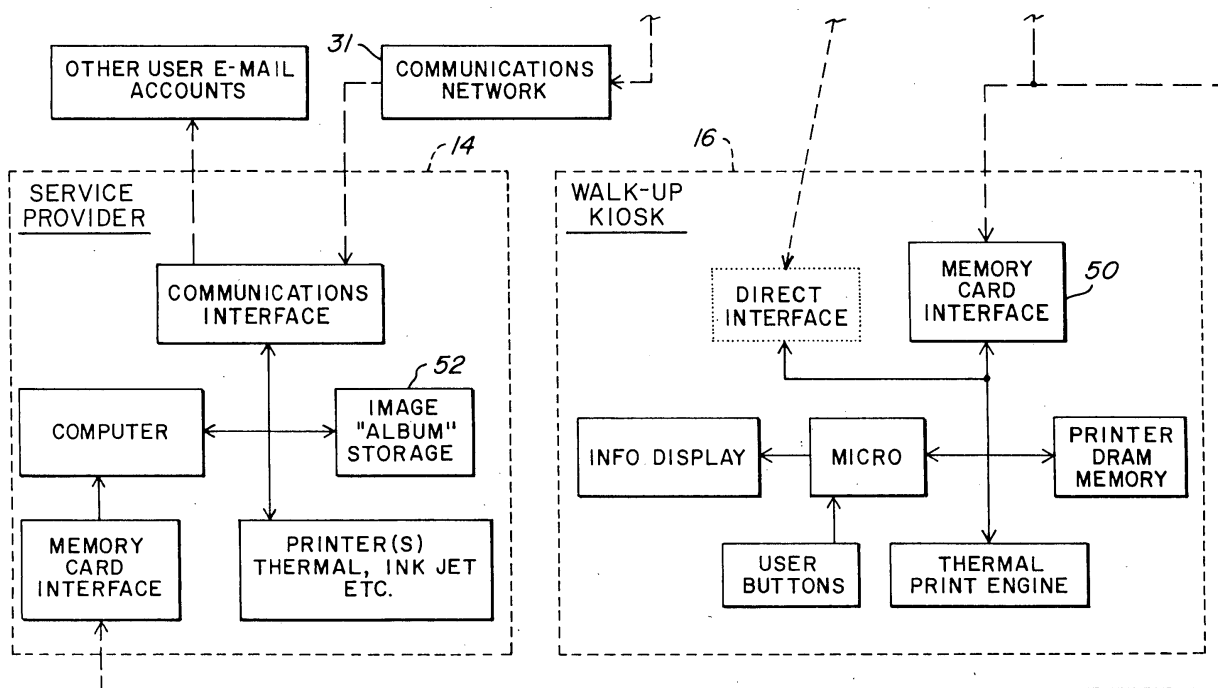 OTHER USER E-MAIL
ACCOUNTS
31
COMMUNICATIONS
NETWORK
14
SERVICE
PROVIDER
COMMUNICATIONS
INTERFACE
52
COMPUTER
IMAGE
"ALBUM"
STORAGE
MEMORY
CARD
INTERFACE
PRINTER(S)
THERMAL, INK JET
ETC.
16
WALK-UP
KIOSK
DIRECT
INTERFACE
MEMORY
CARD
INTERFACE
50
INFO DISPLAY
MICRO
PRINTER
DRAM
MEMORY
USER
BUTTONS
THERMAL
PRINT ENGINE